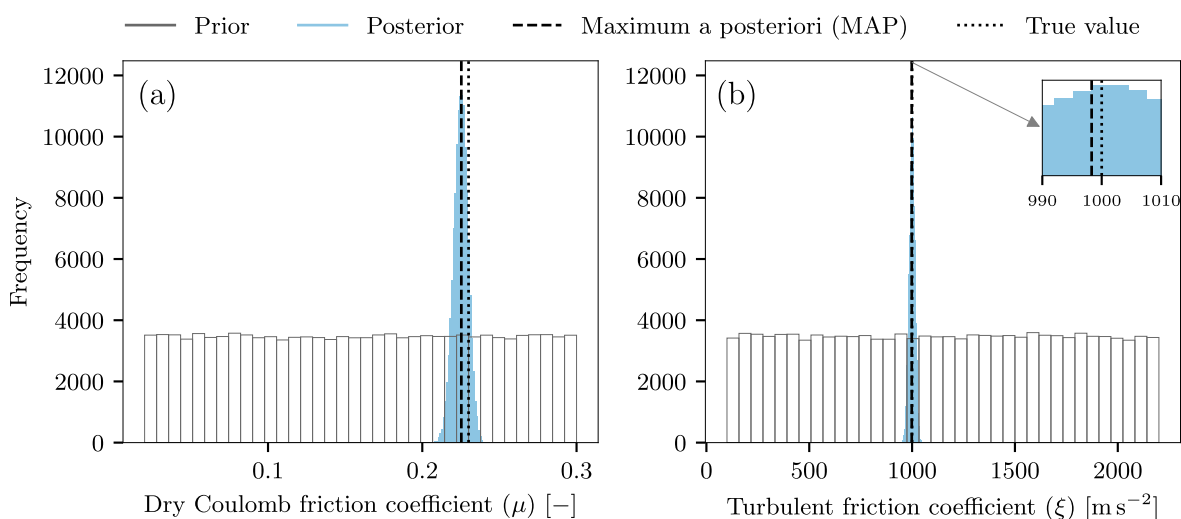 Prior Posterior Maximum a posteriori (MAP) True value
(a)
Frequency
12000
10000
8000
6000
4000
2000
0
0.1 0.2 0.3
Dry Coulomb friction coefficient (μ) [−]
(b)
12000
10000
8000
6000
4000
2000
0
0 500 1000 1500 2000
Turbulent friction coefficient (ξ) [m s⁻²]
990 1000 1010